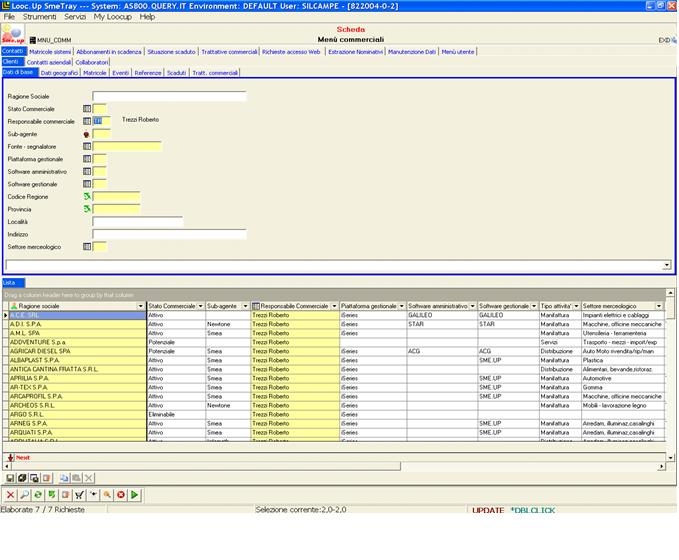 Looc.Up SmeTray --- System: AS800.QUERY.IT Environment: DEFAULT User: SILCAMPE - [822004-0-2]
File Strumenti Servizi My Loocup Help
Scheda
Sme.up MNU_COMM Menù commerciali EXD
Contatti Matricole sistemi Abbonamenti in scadenza Situazione scaduto Trattative commerciali Richieste accesso Web Estrazione Nominativi Manutenzione Dati Menù utente
Clienti Contatti aziendali Collaboratori
Dati di base Dati geografici Matricole Eventi Referenze Scaduti Tratt. commerciali
Ragione Sociale
Stato Commerciale
Responsabile commerciale TR Trezzi Roberto
Sub-agente
Fonte - segnalatore
Piattaforma gestionale
Software amministrativo
Software gestionale
Codice Regione
Provincia
Località
Indirizzo
Settore merceologico
Lista
Drag a column header here to group by that column
Ragione sociale Stato Commerciale Sub-agente Responsabile Commerciale Piattaforma gestionale Software amministrativo Software gestionale Tipo attivita' Settore merceologico
A.C.E. SRL Attivo Trezzi Roberto iSeries GALILEO GALILEO Manifattura Impianti elettrici e cablaggi
A.D.I. S.P.A. Attivo Newtone Trezzi Roberto iSeries STAR STAR Manifattura Macchine, officine meccaniche
A.M.L. SPA Attivo Smea Trezzi Roberto iSeries Manifattura Utensileria - ferramenteria
ADDVENTURE S.p.a. Potenziale Trezzi Roberto Servizi Trasporto - mezzi - import/exp
AGRICAR DIESEL SPA Potenziale Smea Trezzi Roberto iSeries ACG ACG Distribuzione Auto Moto rivendita/rip/man
ALBAPLAST S.P.A. Attivo Smea Trezzi Roberto iSeries SME.UP Manifattura Plastica
ANTICA CANTINA FRATTA S.R.L. Attivo Smea Trezzi Roberto iSeries Distribuzione Alimentari, bevande,ristoraz.
APRILIA S.P.A. Attivo Smea Trezzi Roberto iSeries SME.UP Manifattura Automotive
AR-TEX S.P.A. Attivo Smea Trezzi Roberto iSeries SME.UP Manifattura Gomma
ARCAPROFIL S.P.A. Attivo Smea Trezzi Roberto iSeries SME.UP Manifattura Macchine, officine meccaniche
ARCHEOS S.R.L. Attivo Newtone Trezzi Roberto iSeries Manifattura Mobili - lavorazione legno
ARGO S.R.L. Eliminabile Trezzi Roberto iSeries Manifattura
ARNEG S.P.A. Attivo Smea Trezzi Roberto iSeries SME.UP Manifattura Arredam, illuminaz,casalinghi
ARQUATI S.P.A. Attivo Smea Trezzi Roberto iSeries SME.UP Manifattura Arredam, illuminaz,casalinghi
Next
Elaborate 7 / 7 Richieste Selezione corrente:2,0-2,0 UPDATE *DBLCLICK